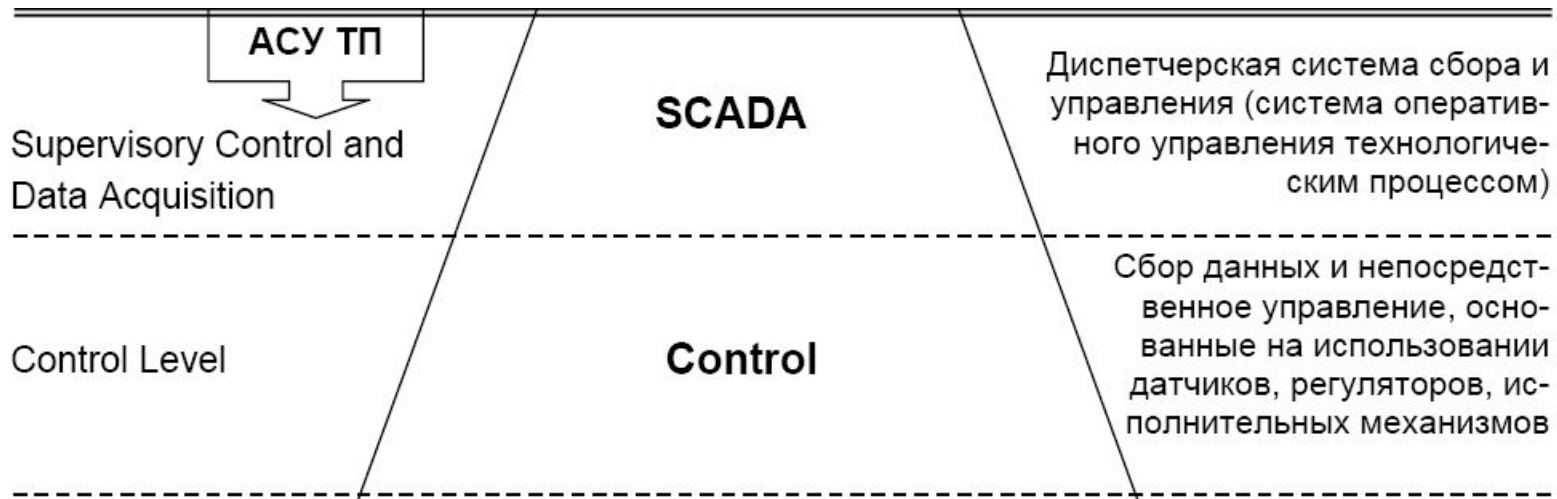 АСУ ТП
Supervisory Control and
Data Acquisition
SCADA
Диспетчерская система сбора и
управления (система оператив-
ного управления технологиче-
ским процессом)
Control Level
Control
Сбор данных и непосредст-
венное управление, осно-
ванные на использовании
датчиков, регуляторов, ис-
полнительных механизмов